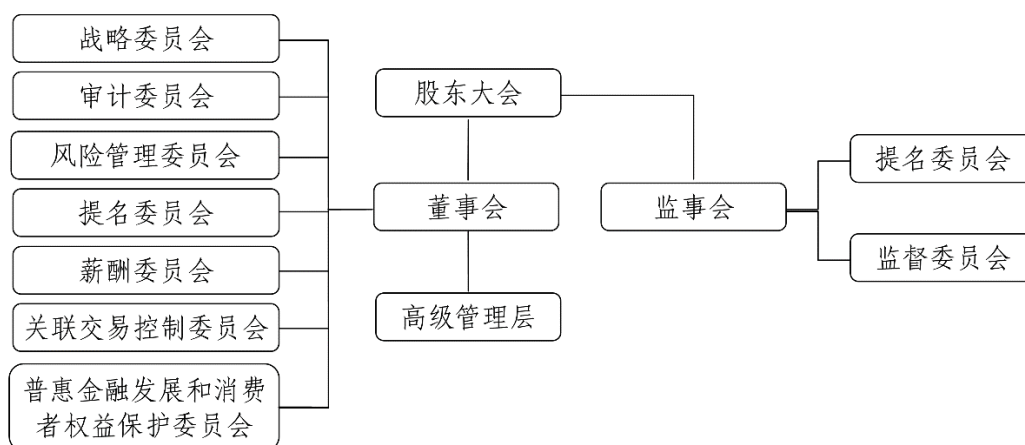 战略委员会
审计委员会
风险管理委员会
提名委员会
薪酬委员会
关联交易控制委员会
普惠金融发展和消费
者权益保护委员会
股东大会
董事会
高级管理层
监事会
提名委员会
监督委员会